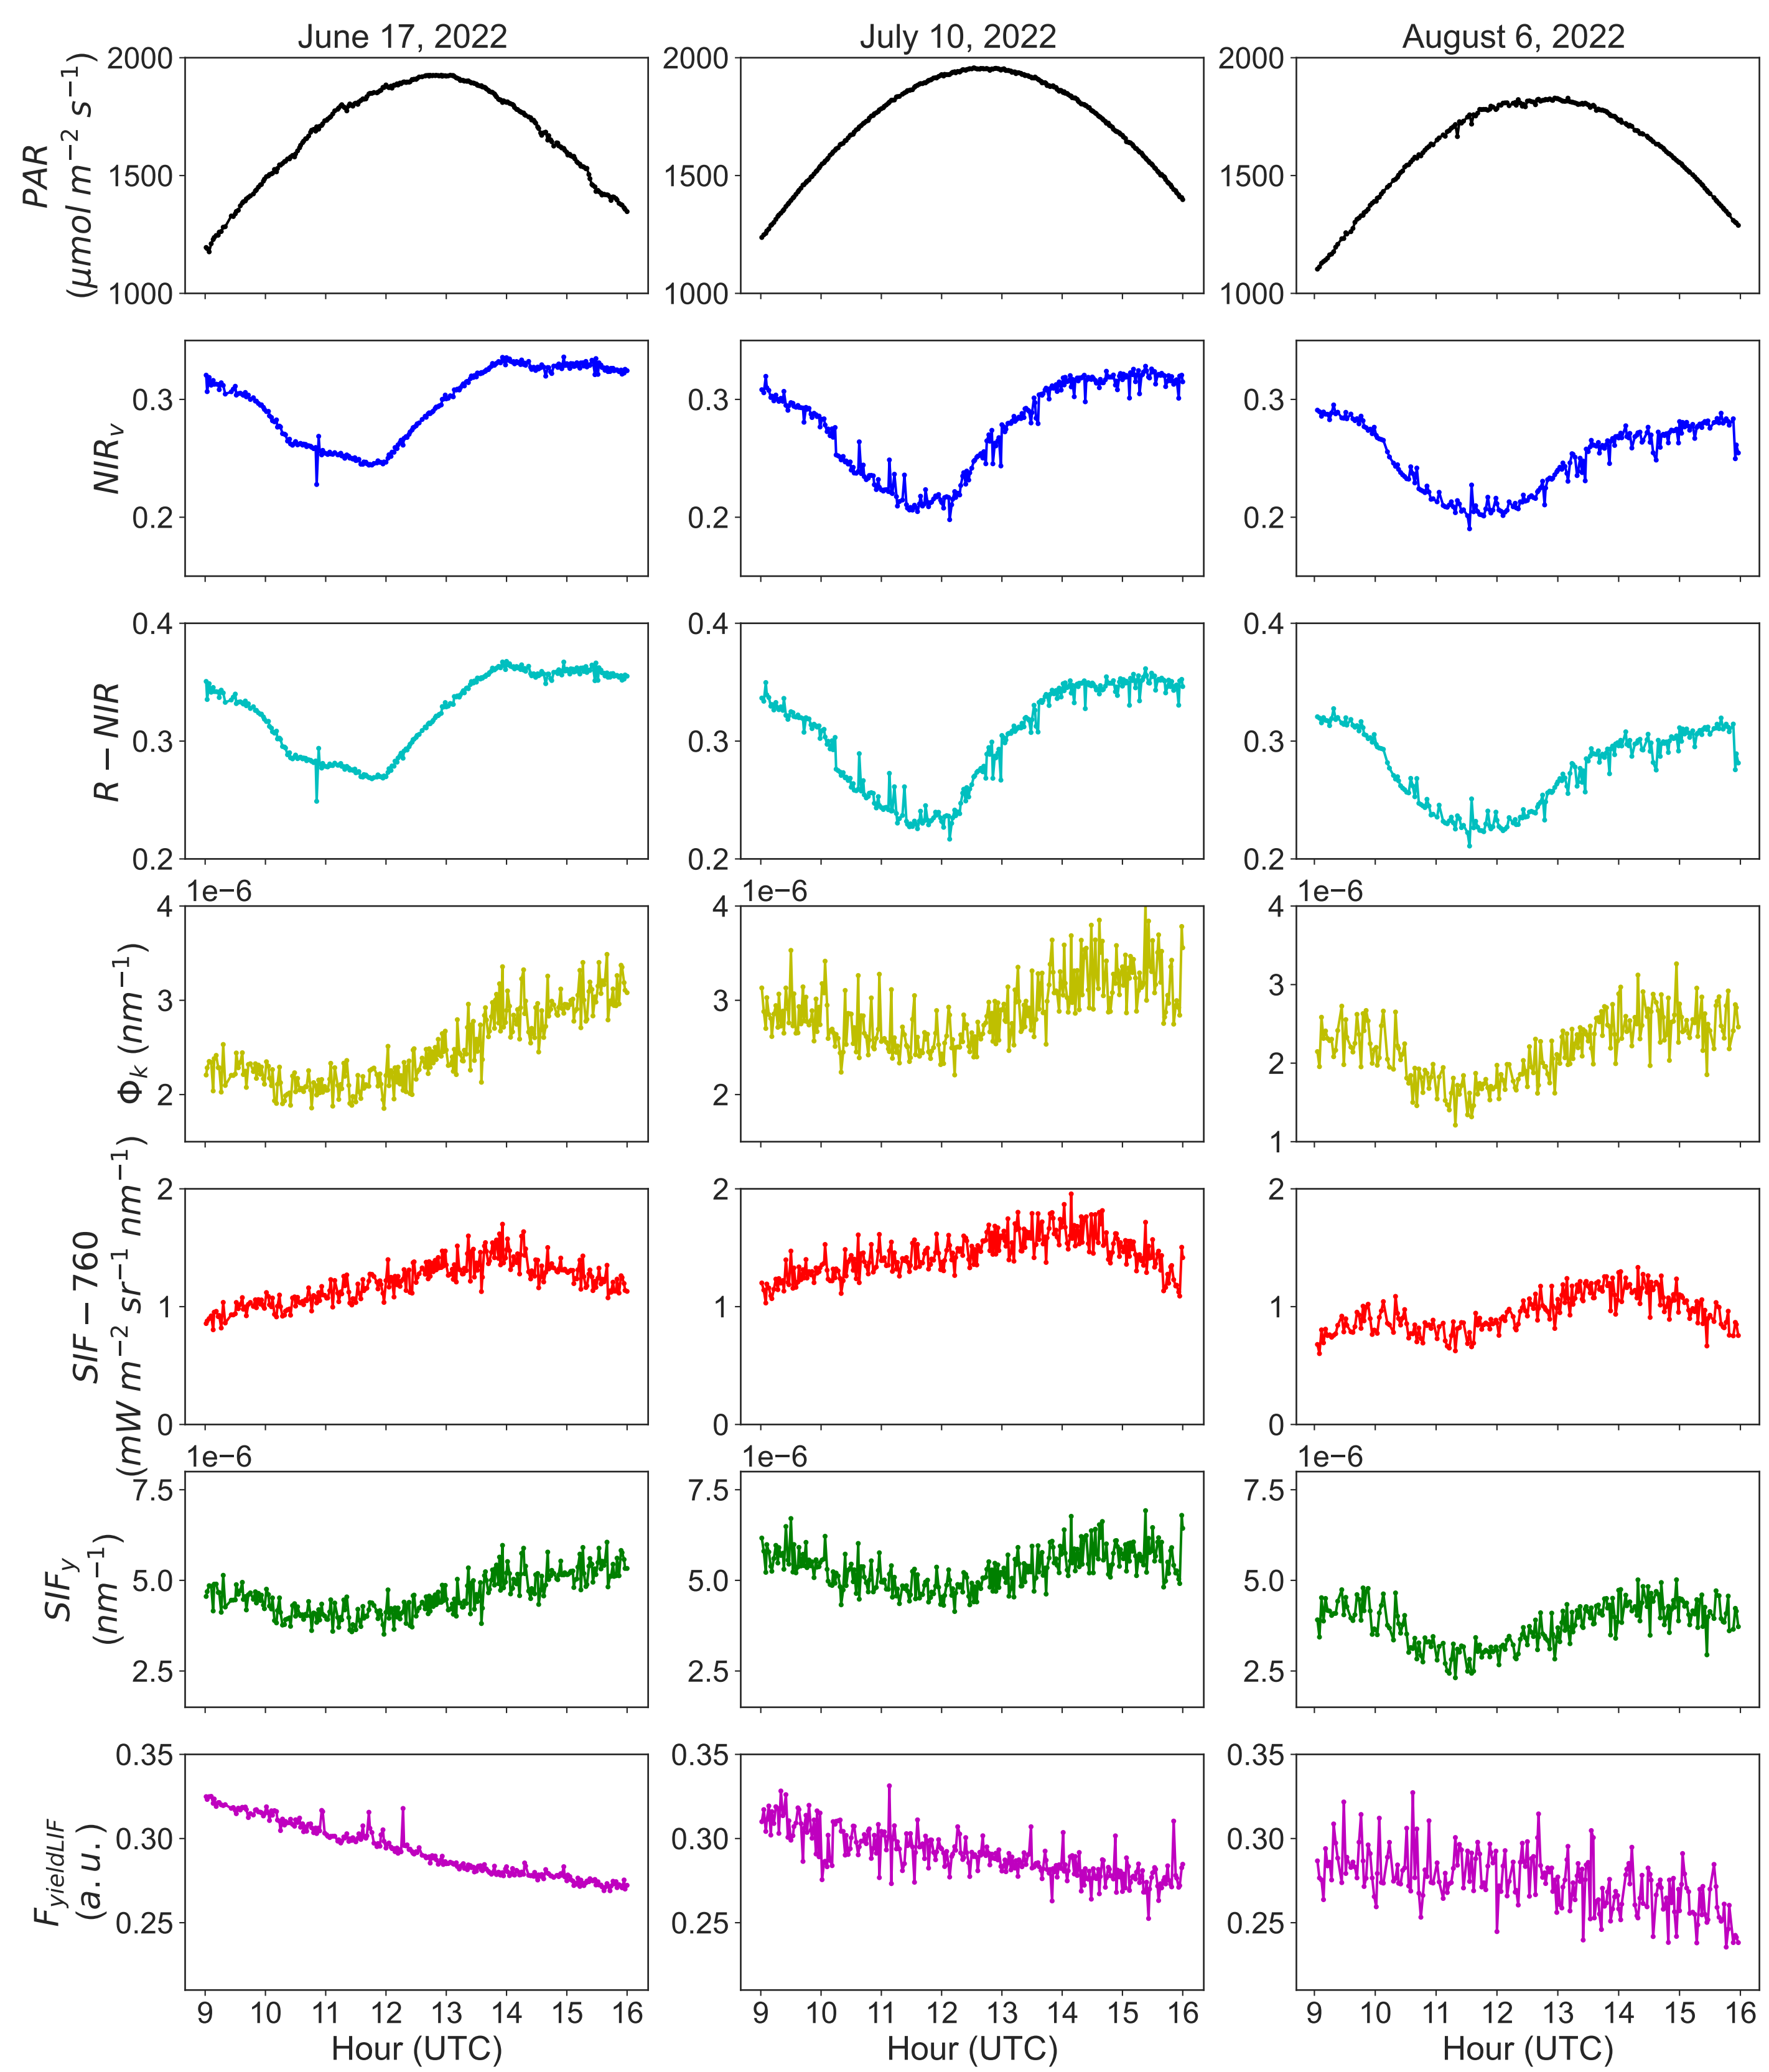 June 17, 2022 July 10, 2022 August 6, 2022
PAR
(μmol m⁻² s⁻¹)
2000 2000 2000
1500 1500 1500
1000 1000 1000
NIRᵥ
0.3 0.3 0.3
0.2 0.2 0.2
R − NIR
0.4 0.4 0.4
0.3 0.3 0.3
0.2 0.2 0.2
Φₖ (nm⁻¹)
1e−6 1e−6 1e−6
4 4 4
3 3 3
2 2 2
1
SIF − 760
(mW m⁻² sr⁻¹ nm⁻¹)
2 2 2
1 1 1
0 0 0
SIF_y
(nm⁻¹)
1e−6 1e−6 1e−6
7.5 7.5 7.5
5.0 5.0 5.0
2.5 2.5 2.5
F_yieldLIF
(a.u.)
0.35 0.35 0.35
0.30 0.30 0.30
0.25 0.25 0.25
9 10 11 12 13 14 15 16 9 10 11 12 13 14 15 16 9 10 11 12 13 14 15 16
Hour (UTC) Hour (UTC) Hour (UTC)